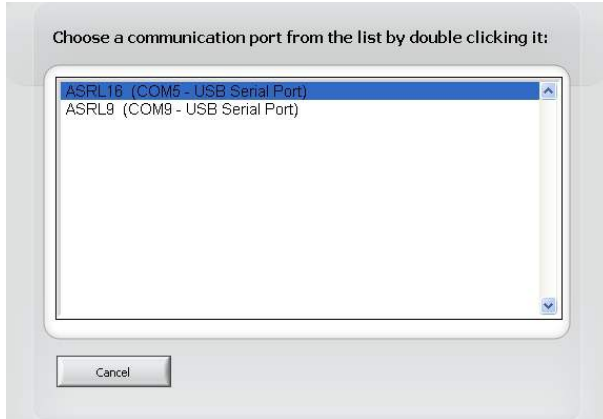 Choose a communication port from the list by double clicking it:
ASRL16 (COM5 - USB Serial Port)
ASRL9 (COM9 - USB Serial Port)
Cancel